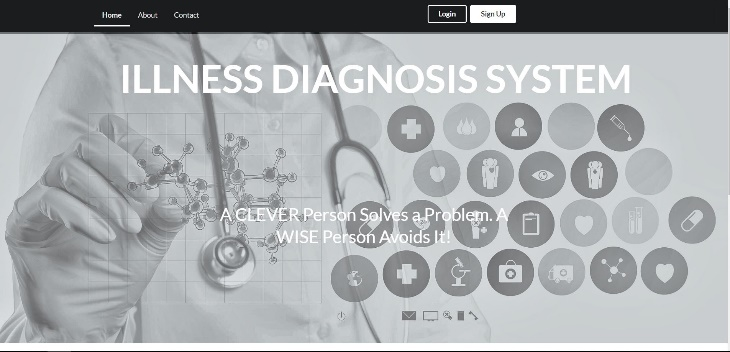 Home About Contact Login Sign Up
ILLNESS DIAGNOSIS SYSTEM
A CLEVER Person Solves a Problem. A
WISE Person Avoids It!